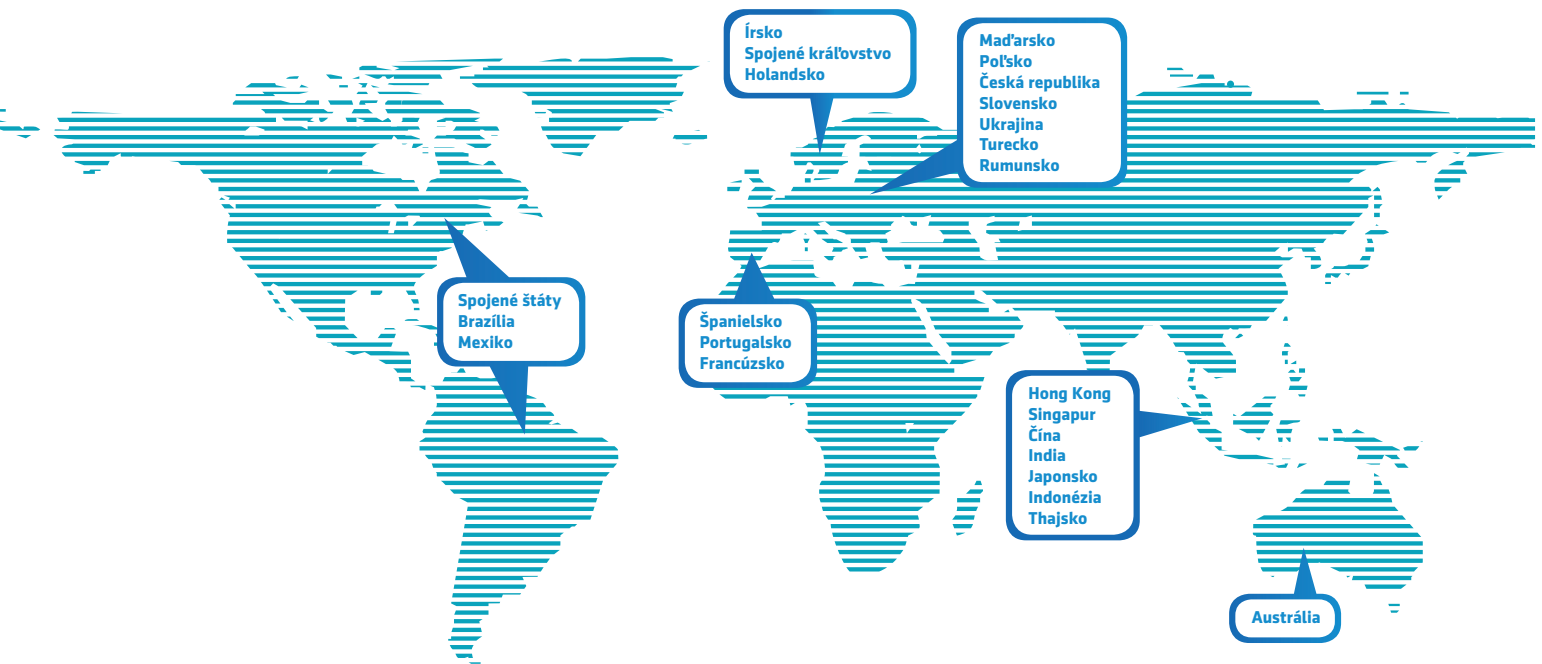 Írsko
Spojené kráľovstvo
Holandsko
Maďarsko
Poľsko
Česká republika
Slovensko
Ukrajina
Turecko
Rumunsko
Spojené štáty
Brazília
Mexiko
Španielsko
Portugalsko
Francúzsko
Hong Kong
Singapur
Čína
India
Japonsko
Indonézia
Thajsko
Austrália